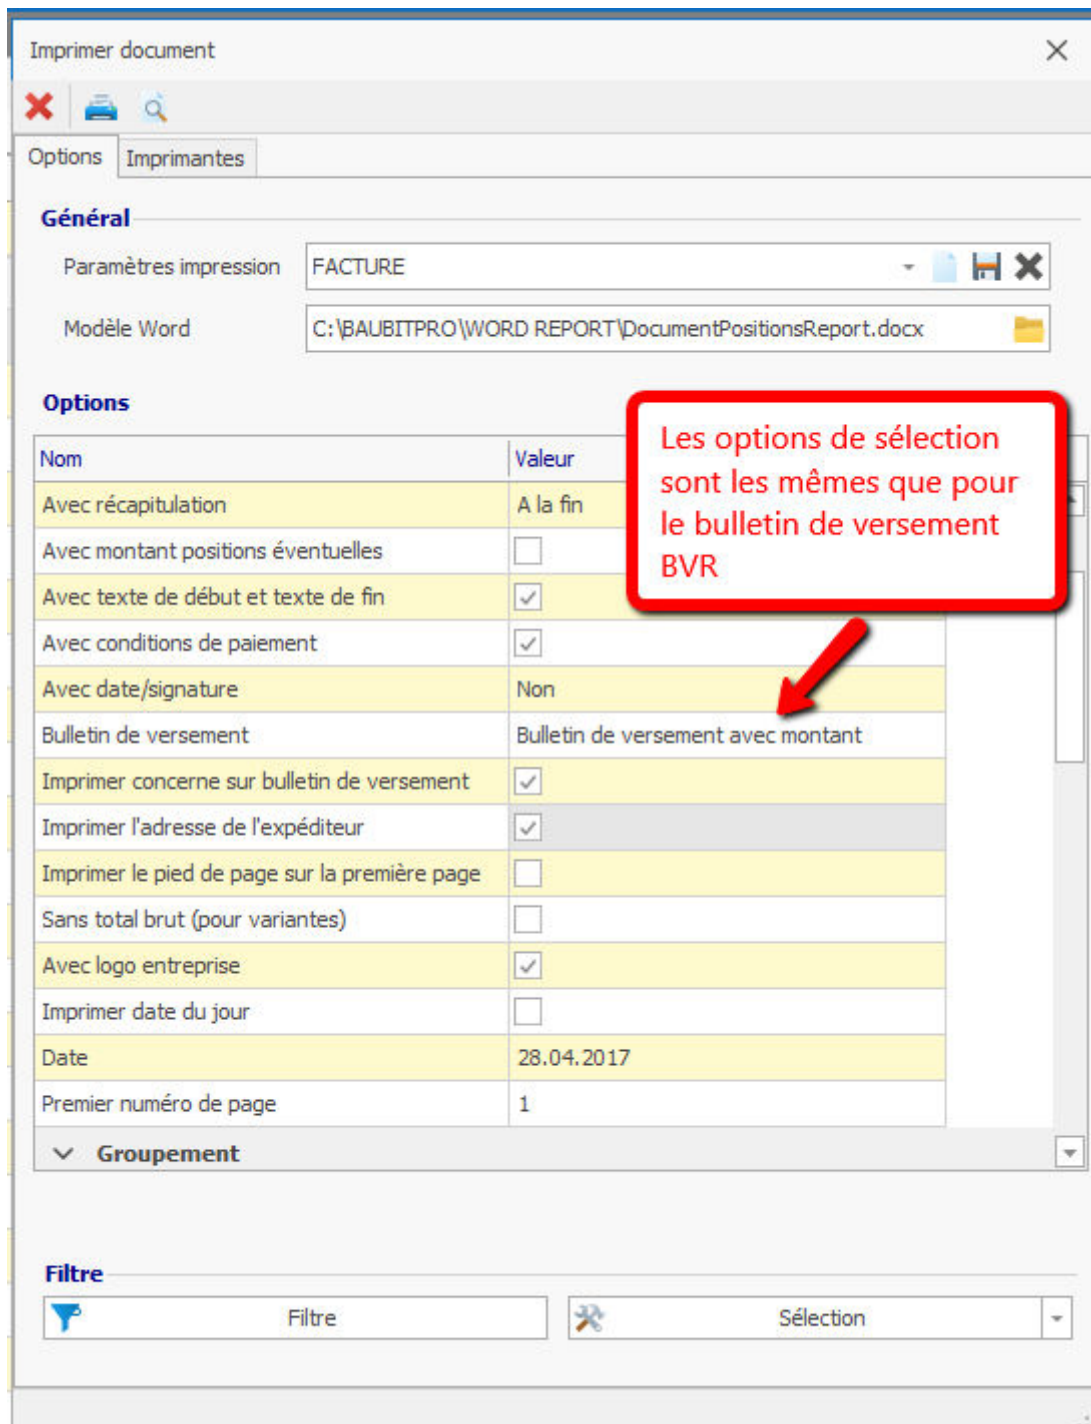 Imprimer document
Options Imprimantes
Général
Paramètres impression FACTURE
Modèle Word C:\BAUBITPRO\WORD REPORT\DocumentPositionsReport.docx
Options
Nom Valeur
Les options de sélection
sont les mêmes que pour
le bulletin de versement
BVR
Avec récapitulation A la fin
Avec montant positions éventuelles
Avec texte de début et texte de fin
Avec conditions de paiement
Avec date/signature Non
Bulletin de versement Bulletin de versement avec montant
Imprimer concerne sur bulletin de versement
Imprimer l'adresse de l'expéditeur
Imprimer le pied de page sur la première page
Sans total brut (pour variantes)
Avec logo entreprise
Imprimer date du jour
Date 28.04.2017
Premier numéro de page 1
Groupement
Filtre
Filtre Sélection